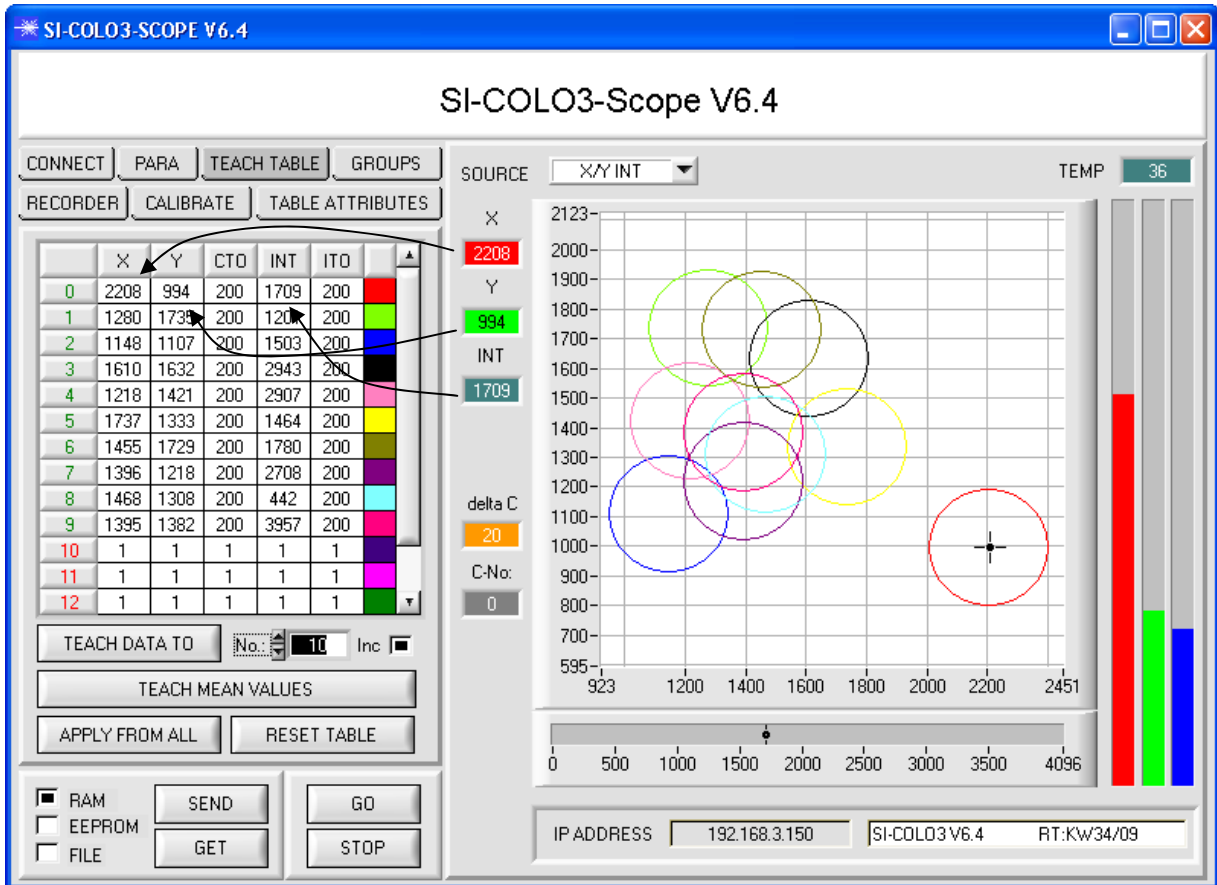 SI-COLO3-SCOPE V6.4
SI-COLO3-Scope V6.4
CONNECT PARA TEACH TABLE GROUPS
RECORDER CALIBRATE TABLE ATTRIBUTES
X Y CTO INT ITO
0 2208 994 200 1709 200
1 1280 1735 200 200
2 1148 1107 200 1503 200
3 1610 1632 200 2943 200
4 1218 1421 200 2907 200
5 1737 1333 200 1464 200
6 1455 1729 200 1780 200
7 1396 1218 200 2708 200
8 1468 1308 200 442 200
9 1395 1382 200 3957 200
10 1 1 1 1 1
11 1 1 1 1 1
12 1 1 1 1 1
TEACH DATA TO No.: 10 Inc
TEACH MEAN VALUES
APPLY FROM ALL RESET TABLE
RAM
EEPROM
FILE
SEND
GET
GO
STOP
SOURCE X/Y INT
TEMP 36
X
2208
Y
994
INT
1709
delta C
20
C-No:
0
2123
2000
1900
1800
1700
1600
1500
1400
1300
1200
1100
1000
900
800
700
595
923 1200 1400 1600 1800 2000 2200 2451
0 500 1000 1500 2000 2500 3000 3500 4096
IP ADDRESS 192.168.3.150 SI-COLO3 V6.4 RT:KW34/09